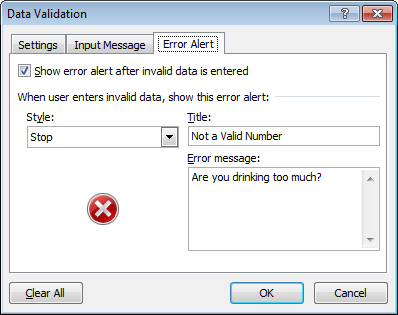 Data Validation
Settings Input Message Error Alert
Show error alert after invalid data is entered
When user enters invalid data, show this error alert:
Style: Title:
Stop Not a Valid Number
Error message:
Are you drinking too much?
Clear All OK Cancel